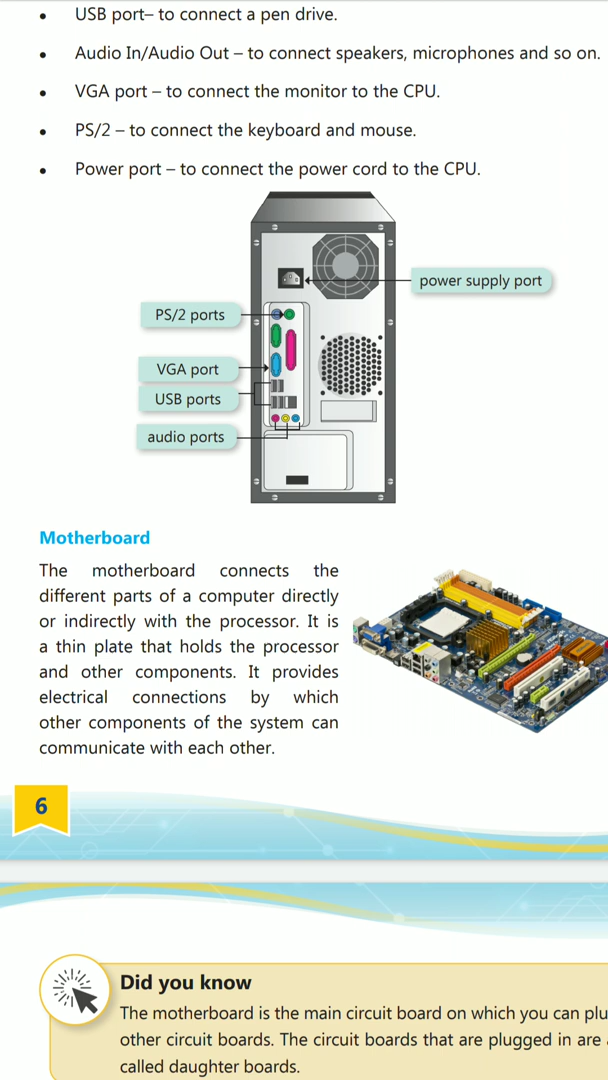 • USB port– to connect a pen drive.
• Audio In/Audio Out – to connect speakers, microphones and so on.
• VGA port – to connect the monitor to the CPU.
• PS/2 – to connect the keyboard and mouse.
• Power port – to connect the power cord to the CPU.
power supply port
PS/2 ports
VGA port
USB ports
audio ports
Motherboard
The motherboard connects the
different parts of a computer directly
or indirectly with the processor. It is
a thin plate that holds the processor
and other components. It provides
electrical connections by which
other components of the system can
communicate with each other.
6
Did you know
The motherboard is the main circuit board on which you can plu
other circuit boards. The circuit boards that are plugged in are
called daughter boards.